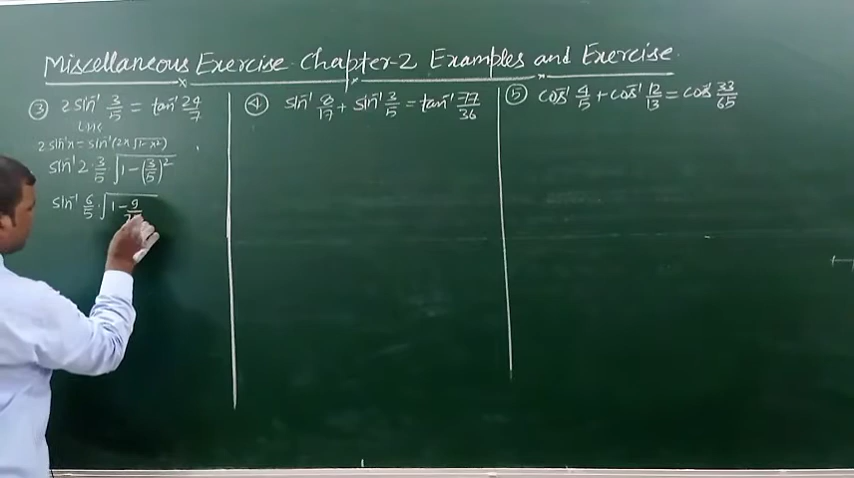 Miscellaneous Exercise Chapter-2 Examples and Exercise.
③ 2 sin⁻¹ 3/5 = tan⁻¹ 24/7
LHS
2 sin⁻¹x = sin⁻¹(2x √1-x²)
sin⁻¹ 2·3/5 √1-(3/5)²
sin⁻¹ 6/5 · √1-9/
④ sin⁻¹ 8/17 + sin⁻¹ 3/5 = tan⁻¹ 77/36
⑤ cos⁻¹ 4/5 + cos⁻¹ 12/13 = cos⁻¹ 33/65